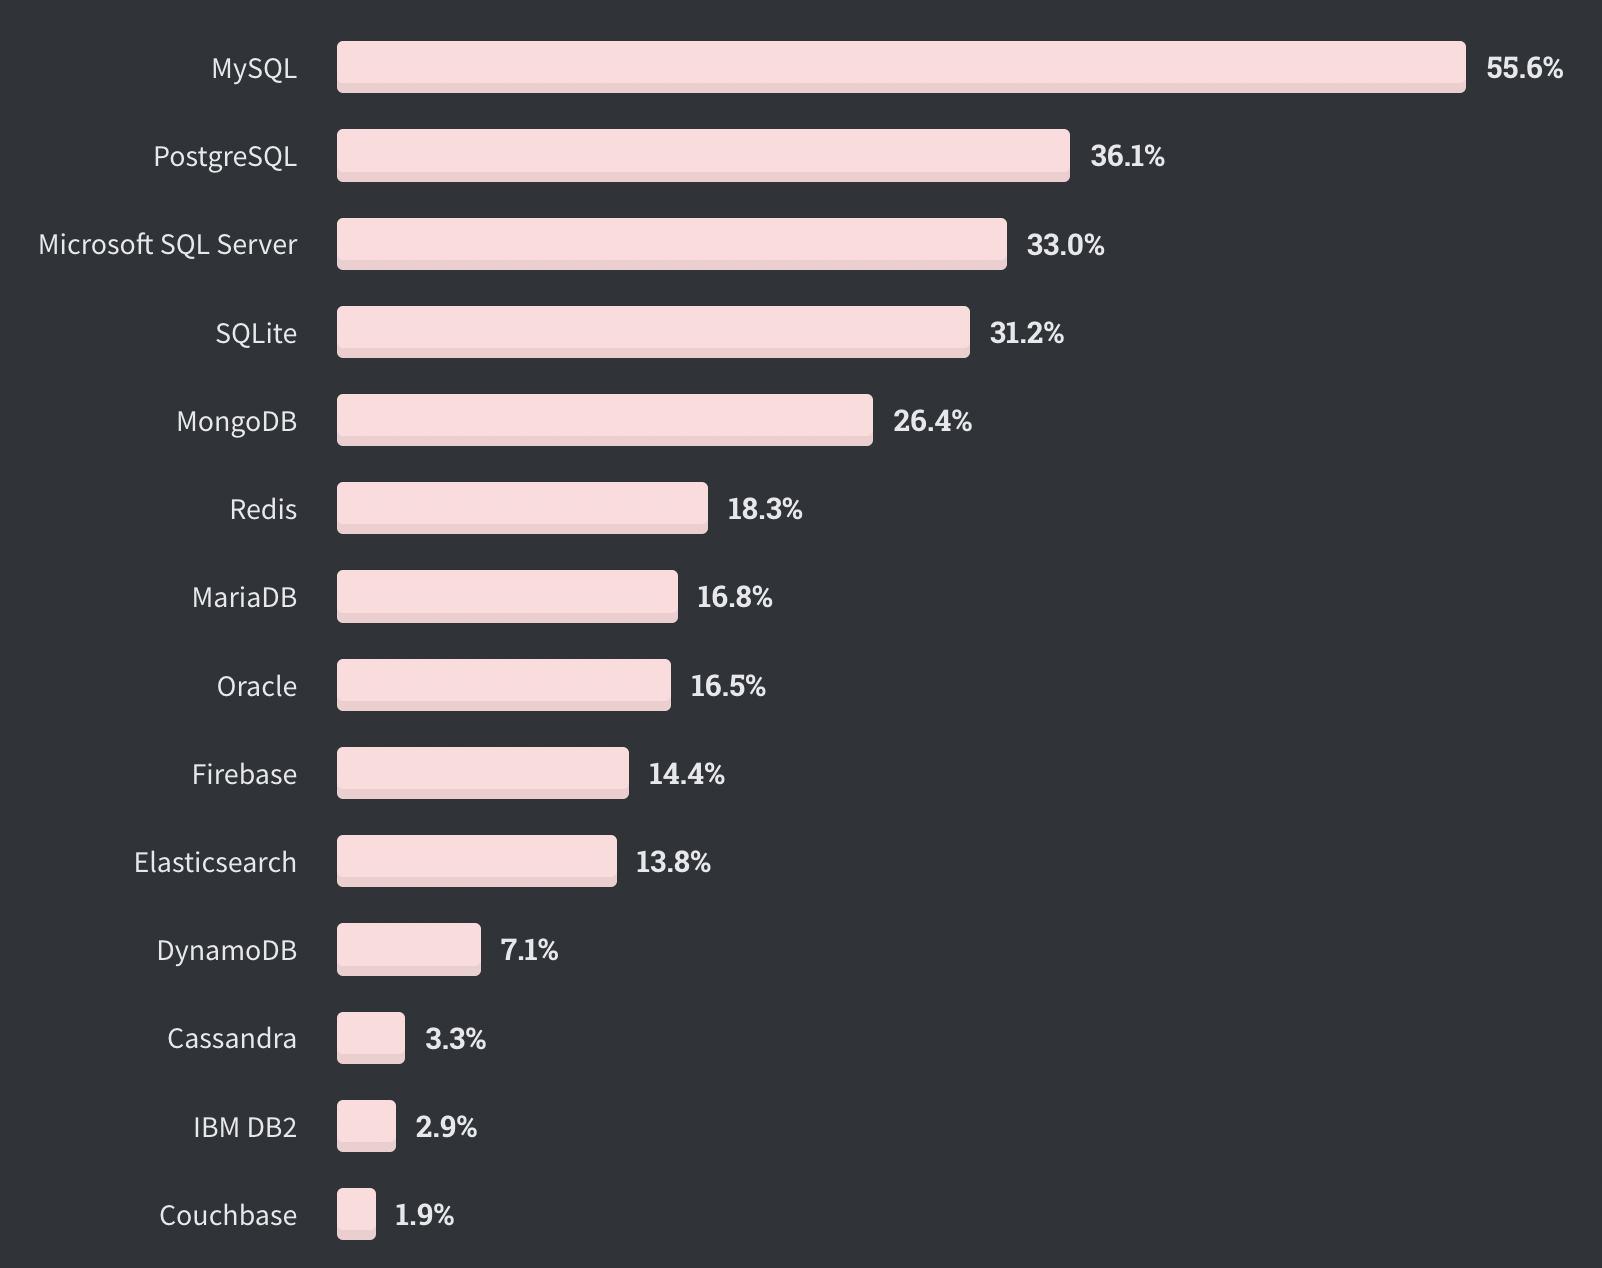 MySQL 55.6%
PostgreSQL 36.1%
Microsoft SQL Server 33.0%
SQLite 31.2%
MongoDB 26.4%
Redis 18.3%
MariaDB 16.8%
Oracle 16.5%
Firebase 14.4%
Elasticsearch 13.8%
DynamoDB 7.1%
Cassandra 3.3%
IBM DB2 2.9%
Couchbase 1.9%